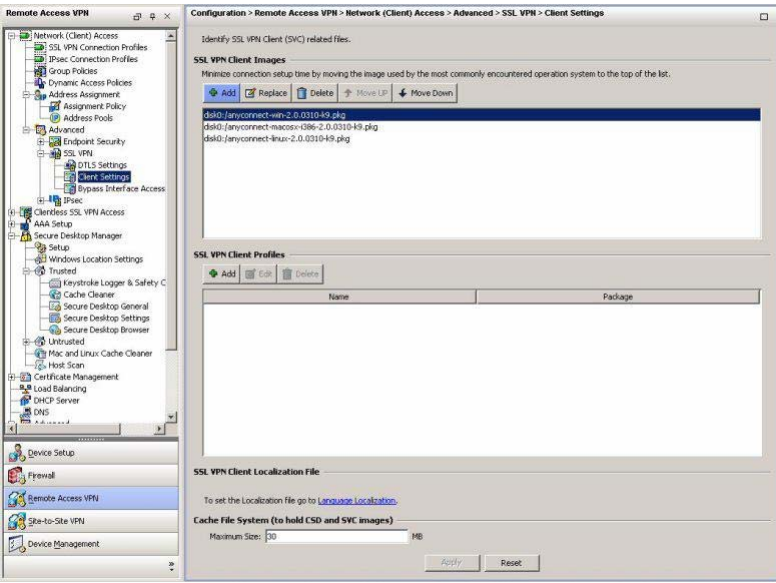 Remote Access VPN
Network (Client) Access
SSL VPN Connection Profiles
IPsec Connection Profiles
Group Policies
Dynamic Access Policies
Address Assignment
Assignment Policy
Address Pools
Advanced
Endpoint Security
SSL VPN
DTLS Settings
Client Settings
Bypass Interface Access
IPsec
Clientless SSL VPN Access
AAA Setup
Secure Desktop Manager
Setup
Windows Location Settings
Trusted
Keystroke Logger & Safety C
Cache Cleaner
Secure Desktop General
Secure Desktop Settings
Secure Desktop Browser
Untrusted
Mac and Linux Cache Cleaner
Host Scan
Certificate Management
Load Balancing
DHCP Server
DNS
Advanced
Device Setup
Firewall
Remote Access VPN
Site-to-Site VPN
Device Management
Configuration > Remote Access VPN > Network (Client) Access > Advanced > SSL VPN > Client Settings
Identify SSL VPN Client (SVC) related files.
SSL VPN Client Images
Minimize connection setup time by moving the image used by the most commonly encountered operation system to the top of the list.
Add Replace Delete Move UP Move Down
disk0:/anyconnect-win-2.0.0310-k9.pkg
disk0:/anyconnect-macosx-i386-2.0.0310-k9.pkg
disk0:/anyconnect-linux-2.0.0310-k9.pkg
SSL VPN Client Profiles
Add Edit Delete
Name Package
SSL VPN Client Localization File
To set the Localization file go to Language Localization.
Cache File System (to hold CSD and SVC images)
Maximum Size: 30 MB
Apply Reset